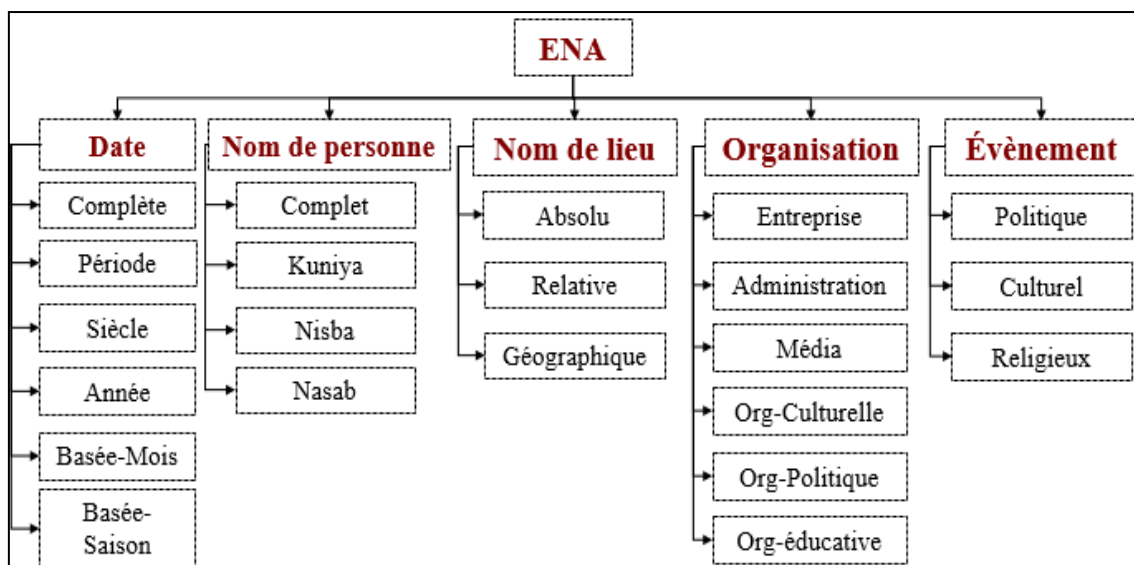 ENA
Date
Complète
Période
Siècle
Année
Basée-Mois
Basée-
Saison
Nom de personne
Complet
Kuniya
Nisba
Nasab
Nom de lieu
Absolu
Relative
Géographique
Organisation
Entreprise
Administration
Média
Org-Culturelle
Org-Politique
Org-éducative
Évènement
Politique
Culturel
Religieux